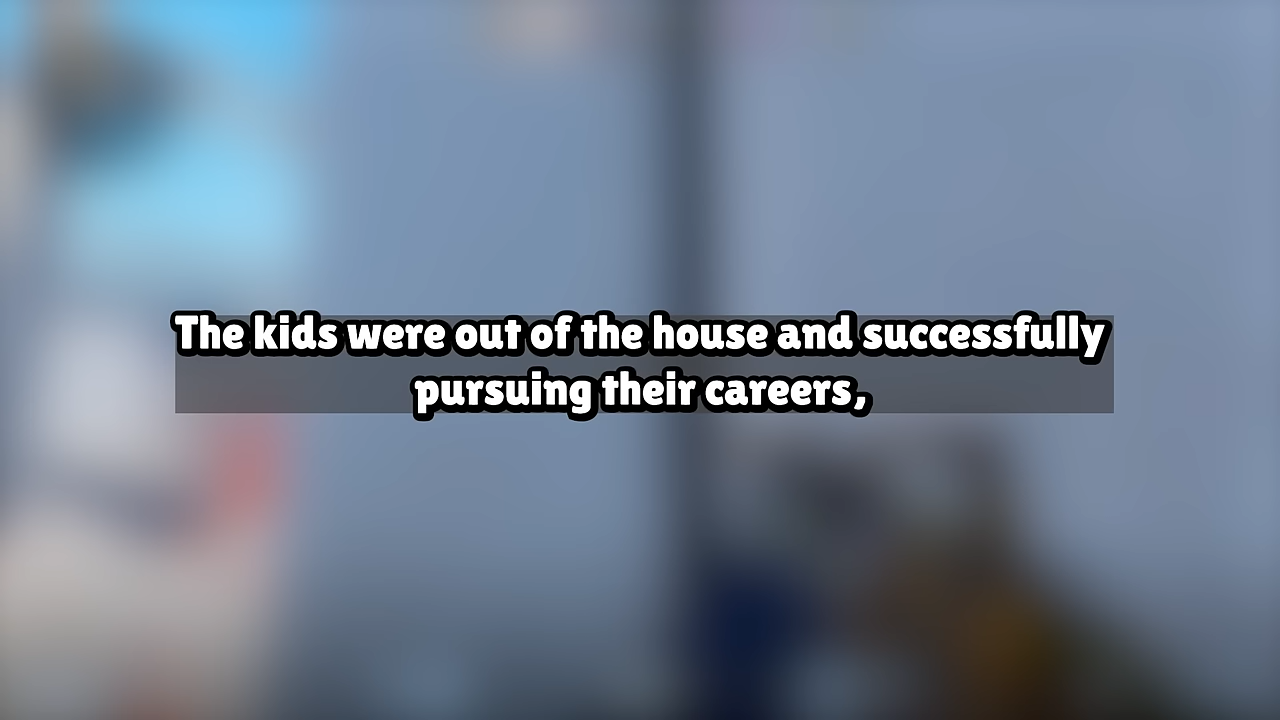 The kids were out of the house and successfully
pursuing their careers,